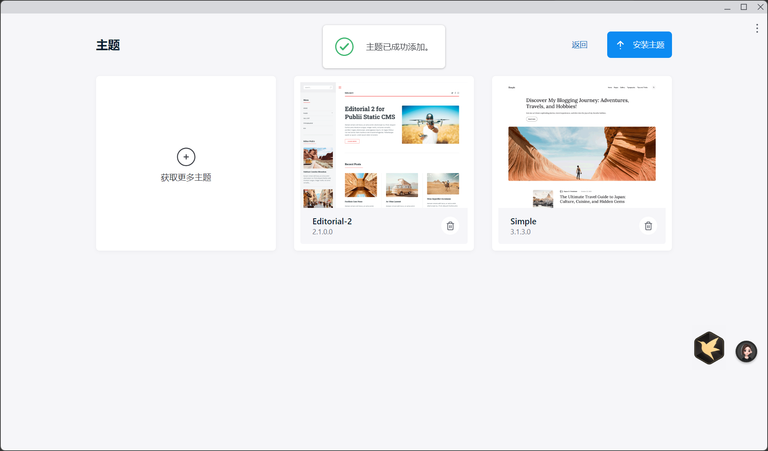 主题
主题已成功添加。
返回
安装主题
获取更多主题
Editorial 2 for
Publii Static CMS
Recent Posts
Editorial-2
2.1.0.0
Discover My Blogging Journey: Adventures,
Travels, and Hobbies!
The Ultimate Travel Guide to Japan:
Culture, Cuisine, and Hidden Gems
Simple
3.1.3.0